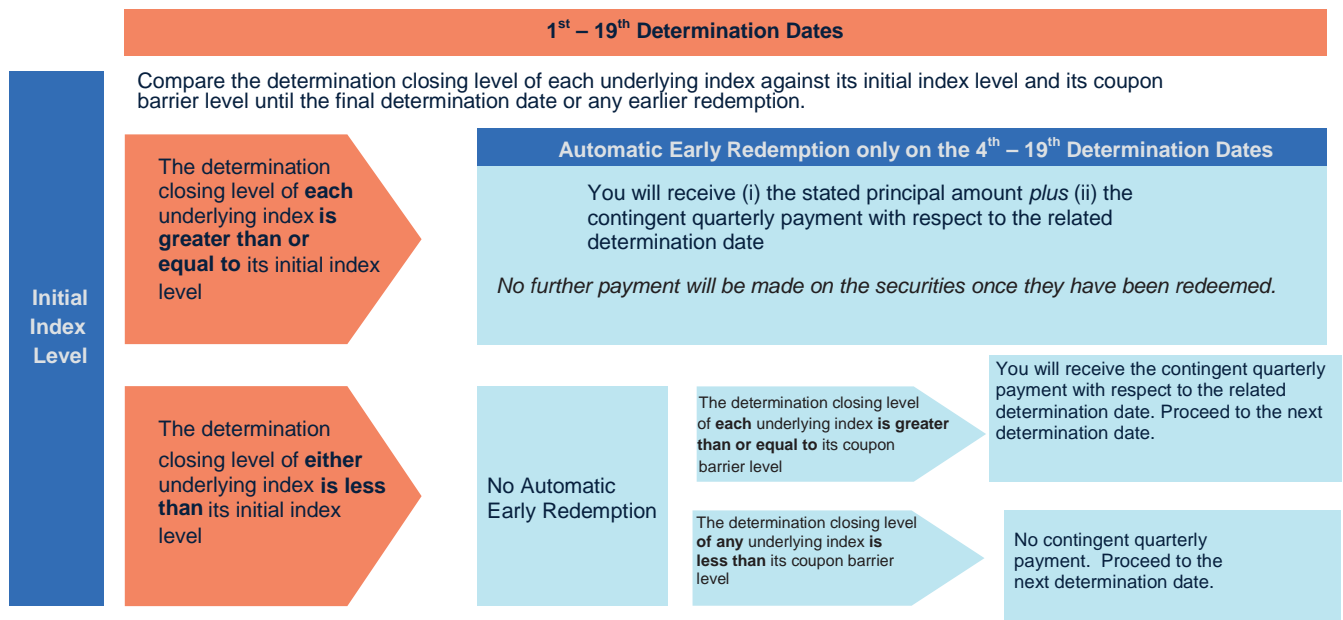 1st – 19th Determination Dates
Compare the determination closing level of each underlying index against its initial index level and its coupon
barrier level until the final determination date or any earlier redemption.
Initial
Index
Level
The determination
closing level of each
underlying index is
greater than or
equal to its initial index
level
Automatic Early Redemption only on the 4th – 19th Determination Dates
You will receive (i) the stated principal amount plus (ii) the
contingent quarterly payment with respect to the related
determination date
No further payment will be made on the securities once they have been redeemed.
The determination
closing level of either
underlying index is less
than its initial index
level
No Automatic
Early Redemption
The determination closing level
of each underlying index is greater
than or equal to its coupon
barrier level
You will receive the contingent quarterly
payment with respect to the related
determination date. Proceed to the next
determination date.
The determination closing level
of any underlying index is
less than its coupon barrier
level
No contingent quarterly
payment.  Proceed to the
next determination date.